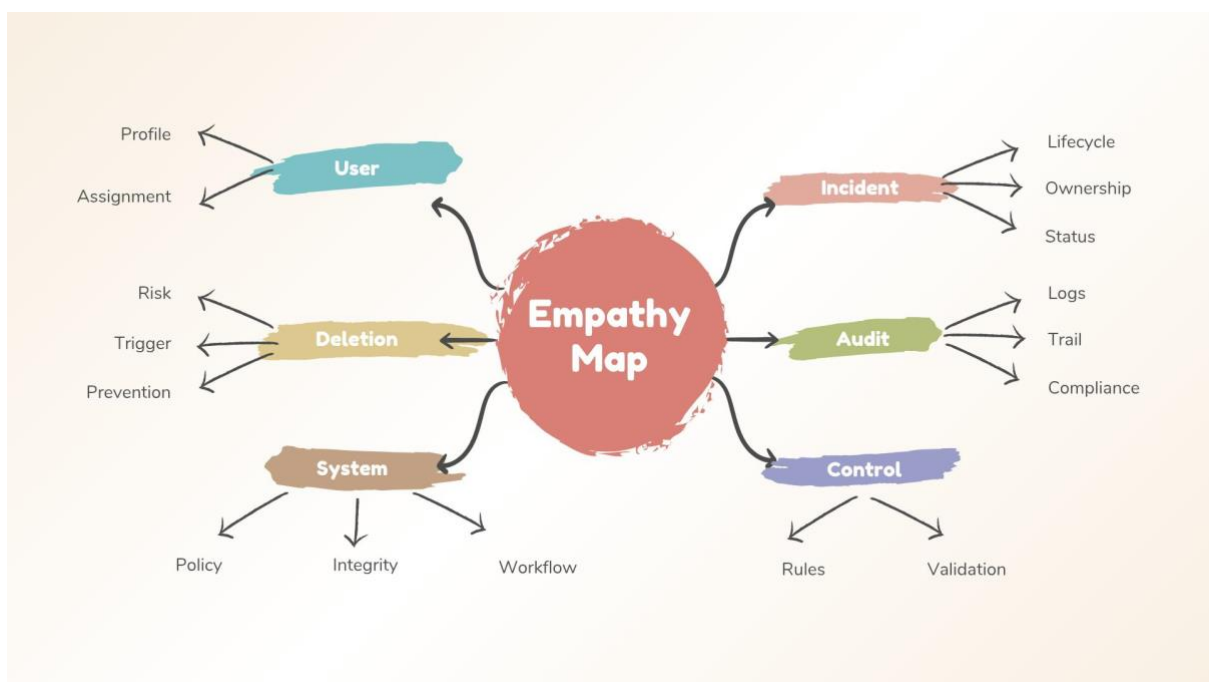 Empathy
Map
User
Profile
Assignment
Deletion
Risk
Trigger
Prevention
System
Policy
Integrity
Workflow
Incident
Lifecycle
Ownership
Status
Audit
Logs
Trail
Compliance
Control
Rules
Validation